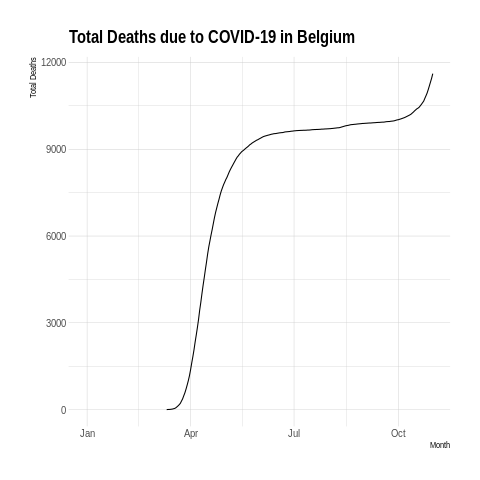 Total Deaths due to COVID-19 in Belgium
Total Deaths
12000
9000
6000
3000
0
Jan Apr Jul Oct
Month